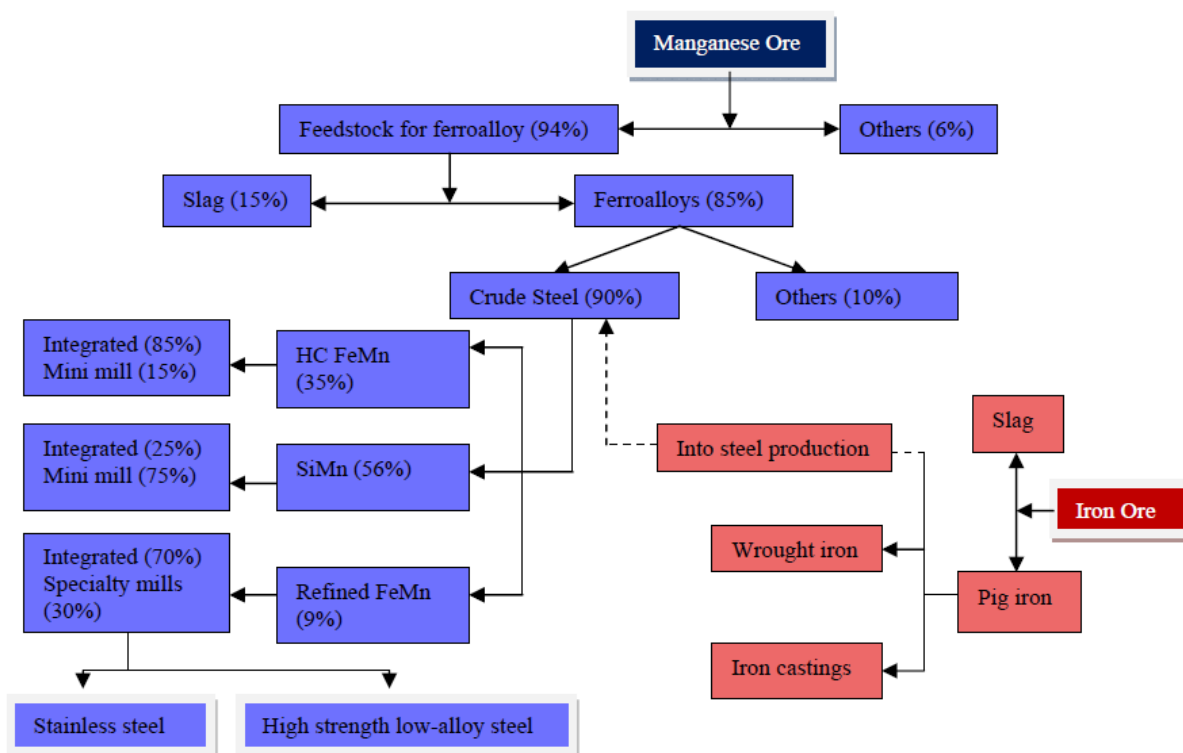 Manganese Ore
Feedstock for ferroalloy (94%)
Others (6%)
Slag (15%)
Ferroalloys (85%)
Crude Steel (90%)
Others (10%)
Integrated (85%)
Mini mill (15%)
HC FeMn
(35%)
Integrated (25%)
Mini mill (75%)
SiMn (56%)
Into steel production
Slag
Iron Ore
Wrought iron
Integrated (70%)
Specialty mills
(30%)
Refined FeMn
(9%)
Pig iron
Iron castings
Stainless steel
High strength low-alloy steel